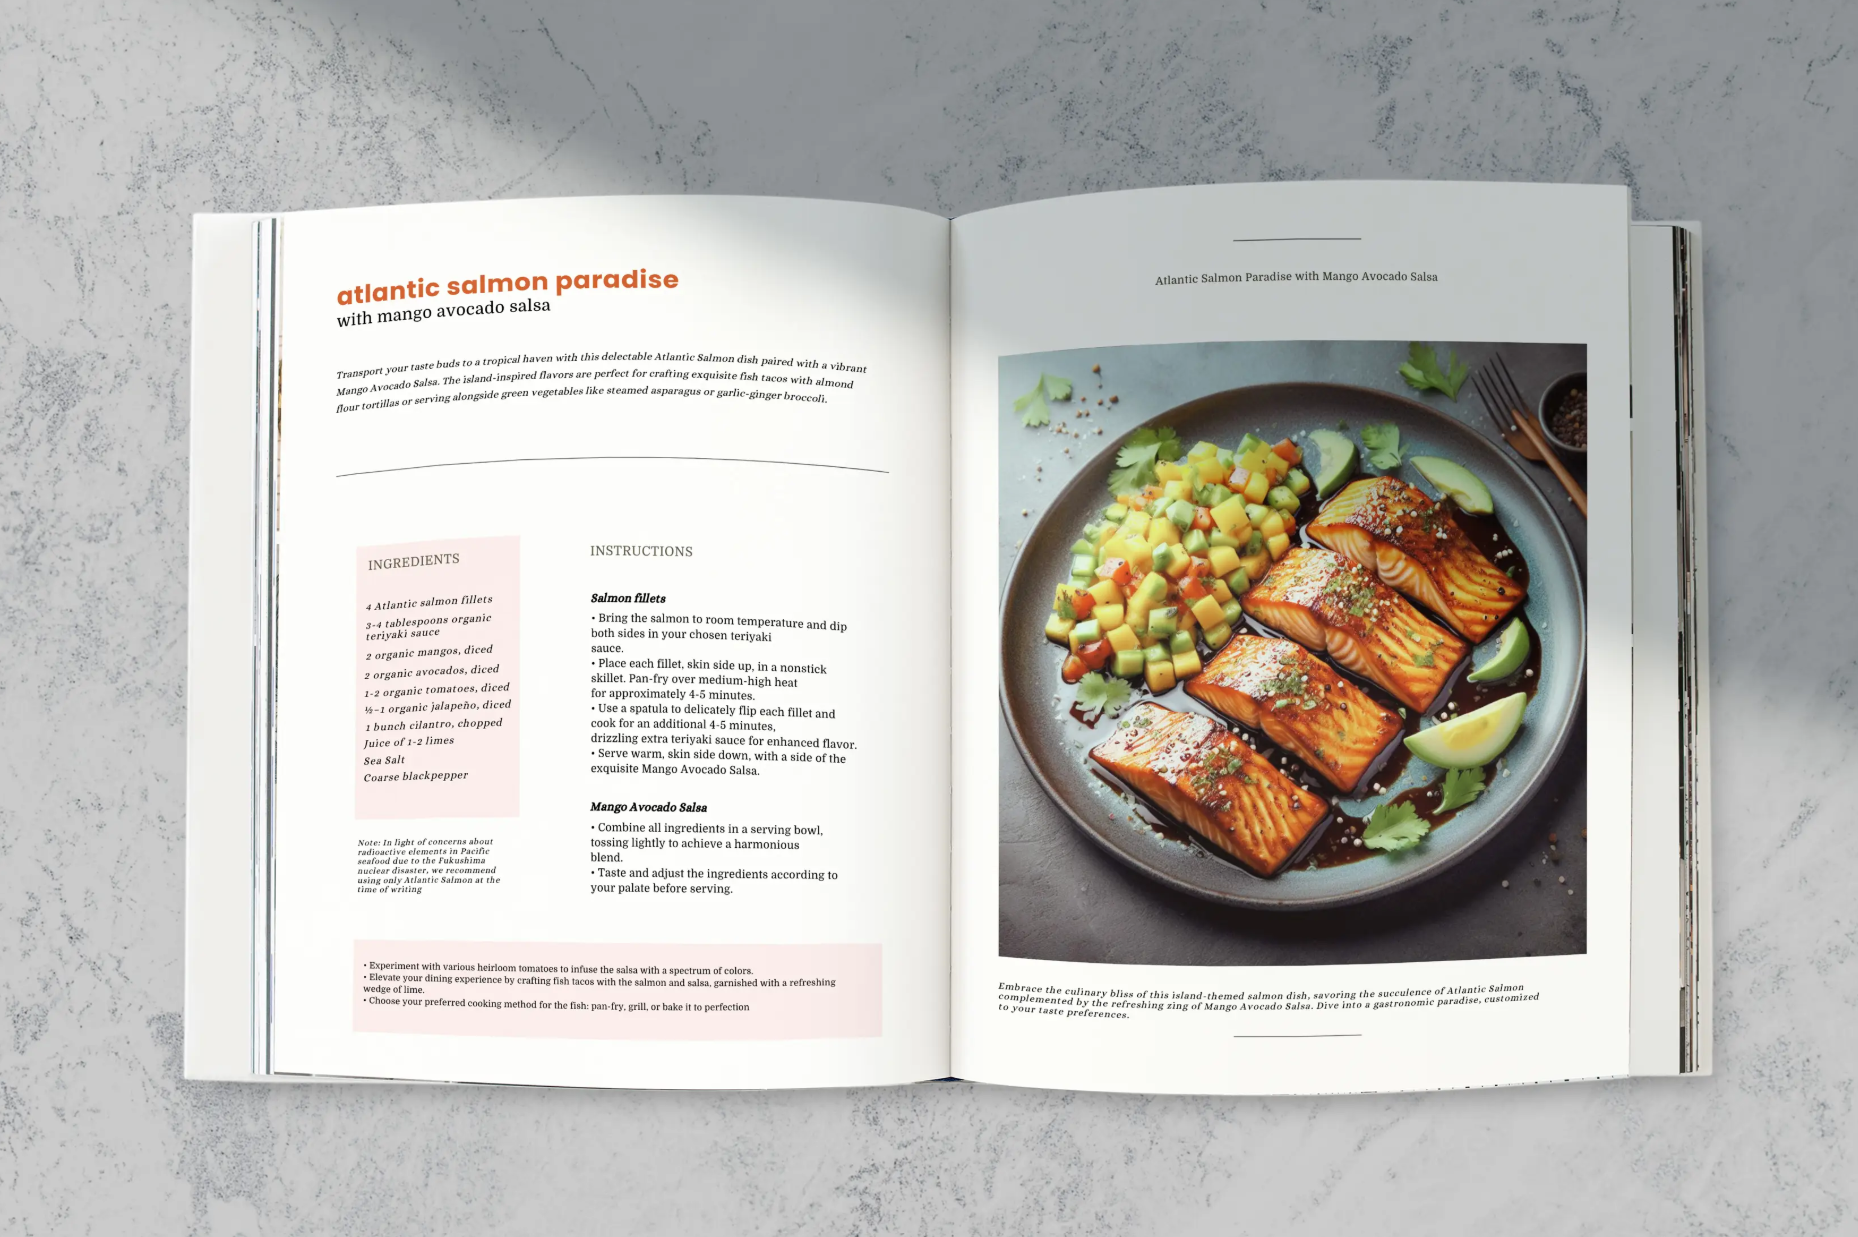 atlantic salmon paradise
with mango avocado salsa
Transport your taste buds to a tropical haven with this delectable Atlantic Salmon dish paired with a vibrant
Mango Avocado Salsa. The island-inspired flavors are perfect for crafting exquisite fish tacos with almond
flour tortillas or serving alongside green vegetables like steamed asparagus or garlic-ginger broccoli.
INGREDIENTS
4 Atlantic salmon fillets
3-4 tablespoons organic
teriyaki sauce
2 organic mangos, diced
2 organic avocados, diced
1-2 organic tomatoes, diced
½-1 organic jalapeño, diced
1 bunch cilantro, chopped
Juice of 1-2 limes
Sea Salt
Coarse blackpepper
Note: In light of concerns about
radioactive elements in Pacific
seafood due to the Fukushima
nuclear disaster, we recommend
using only Atlantic Salmon at the
time of writing
INSTRUCTIONS
Salmon fillets
• Bring the salmon to room temperature and dip
both sides in your chosen teriyaki
sauce.
• Place each fillet, skin side up, in a nonstick
skillet. Pan-fry over medium-high heat
for approximately 4-5 minutes.
• Use a spatula to delicately flip each fillet and
cook for an additional 4-5 minutes,
drizzling extra teriyaki sauce for enhanced flavor.
• Serve warm, skin side down, with a side of the
exquisite Mango Avocado Salsa.
Mango Avocado Salsa
• Combine all ingredients in a serving bowl,
tossing lightly to achieve a harmonious
blend.
• Taste and adjust the ingredients according to
your palate before serving.
• Experiment with various heirloom tomatoes to infuse the salsa with a spectrum of colors.
• Elevate your dining experience by crafting fish tacos with the salmon and salsa, garnished with a refreshing
wedge of lime.
• Choose your preferred cooking method for the fish: pan-fry, grill, or bake it to perfection
Atlantic Salmon Paradise with Mango Avocado Salsa
Embrace the culinary bliss of this island-themed salmon dish, savoring the succulence of Atlantic Salmon
complemented by the refreshing zing of Mango Avocado Salsa. Dive into a gastronomic paradise, customized
to your taste preferences.